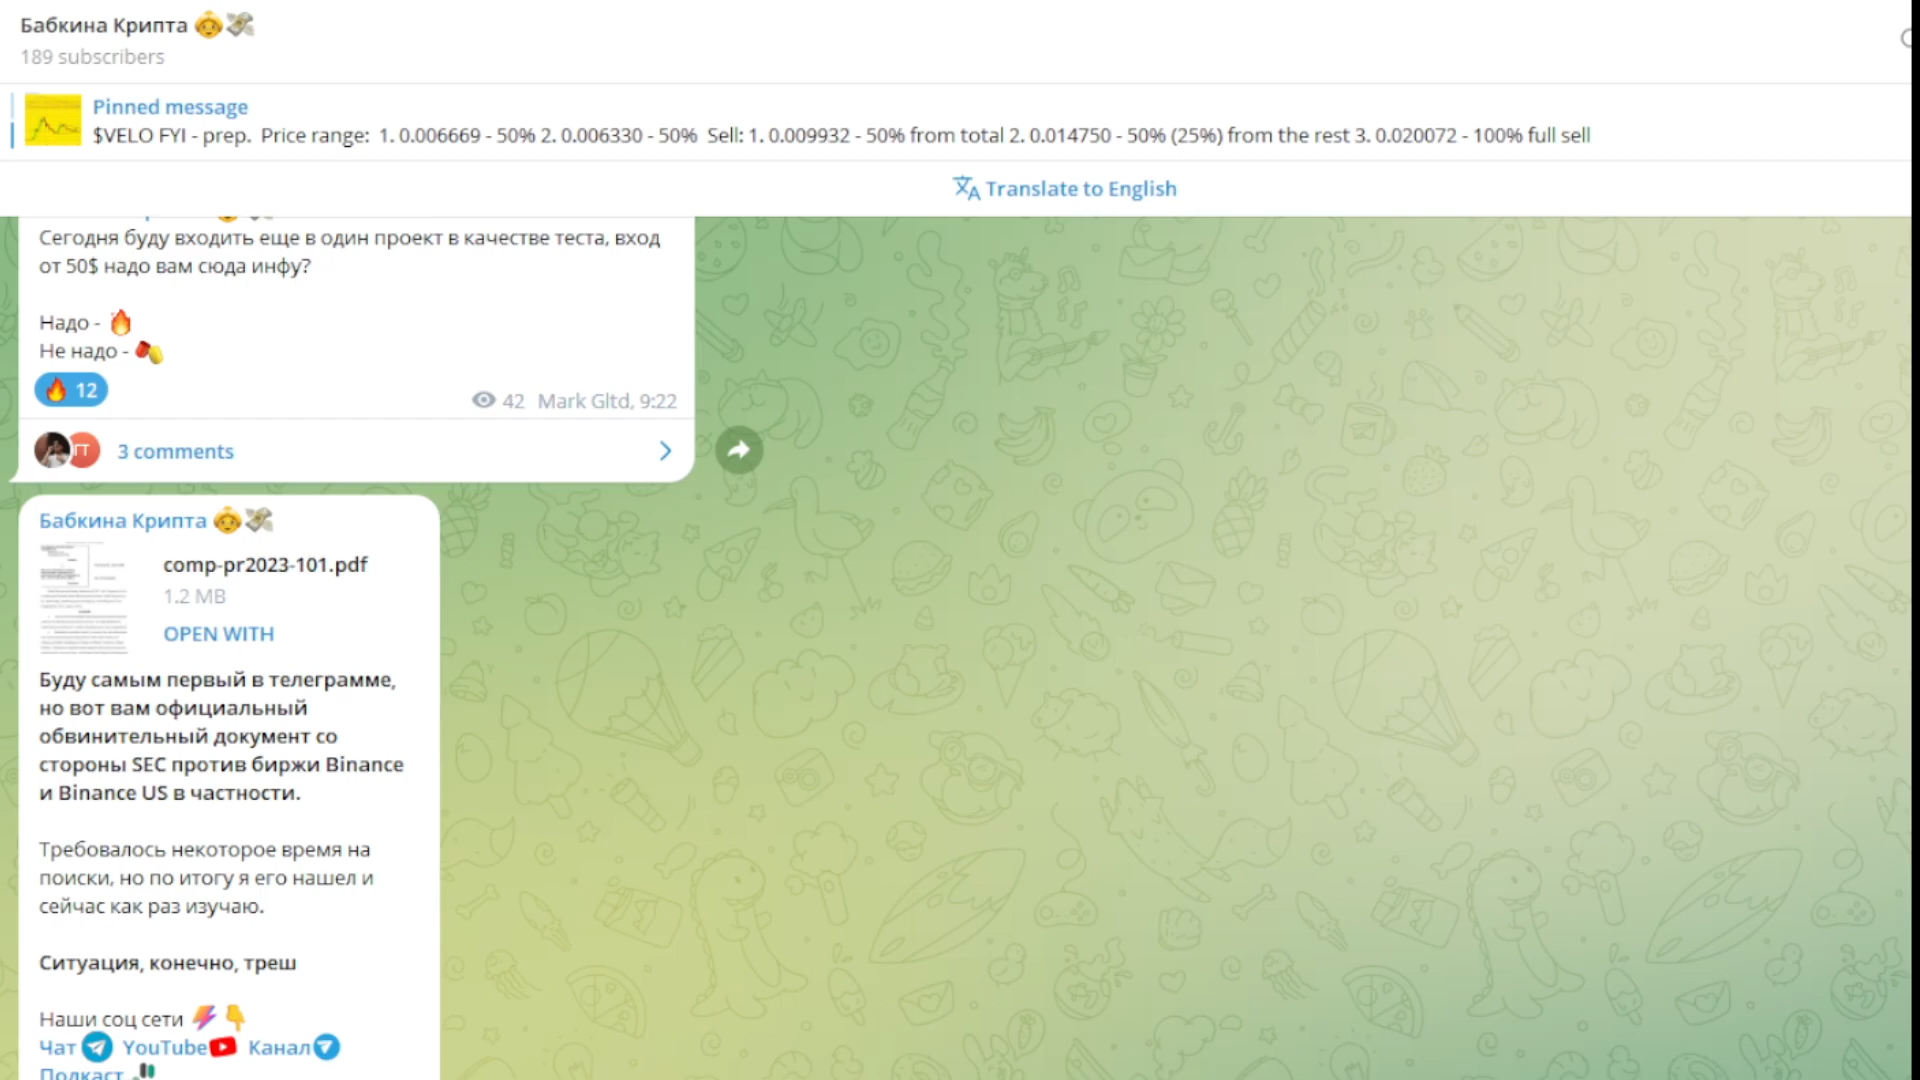 Бабкина Крипта 👵💸
189 subscribers
Pinned message
$VELO FYI - prep. Price range: 1. 0.006669 - 50% 2. 0.006330 - 50% Sell: 1. 0.009932 - 50% from total 2. 0.014750 - 50% (25%) from the rest 3. 0.020072 - 100% full sell
Translate to English
Сегодня буду входить еще в один проект в качестве теста, вход
от 50$ надо вам сюда инфу?
Надо - 🔥
Не надо - 🥊
🔥 12
42 Mark Gltd, 9:22
ПТ
3 comments
Бабкина Крипта 👵💸
comp-pr2023-101.pdf
1.2 MB
OPEN WITH
Буду самым первый в телеграмме,
но вот вам официальный
обвинительный документ со
стороны SEC против биржи Binance
и Binance US в частности.
Требовалось некоторое время на
поиски, но по итогу я его нашел и
сейчас как раз изучаю.
Ситуация, конечно, треш
Наши соц сети ⚡👇
Чат YouTube Канал
Подкаст